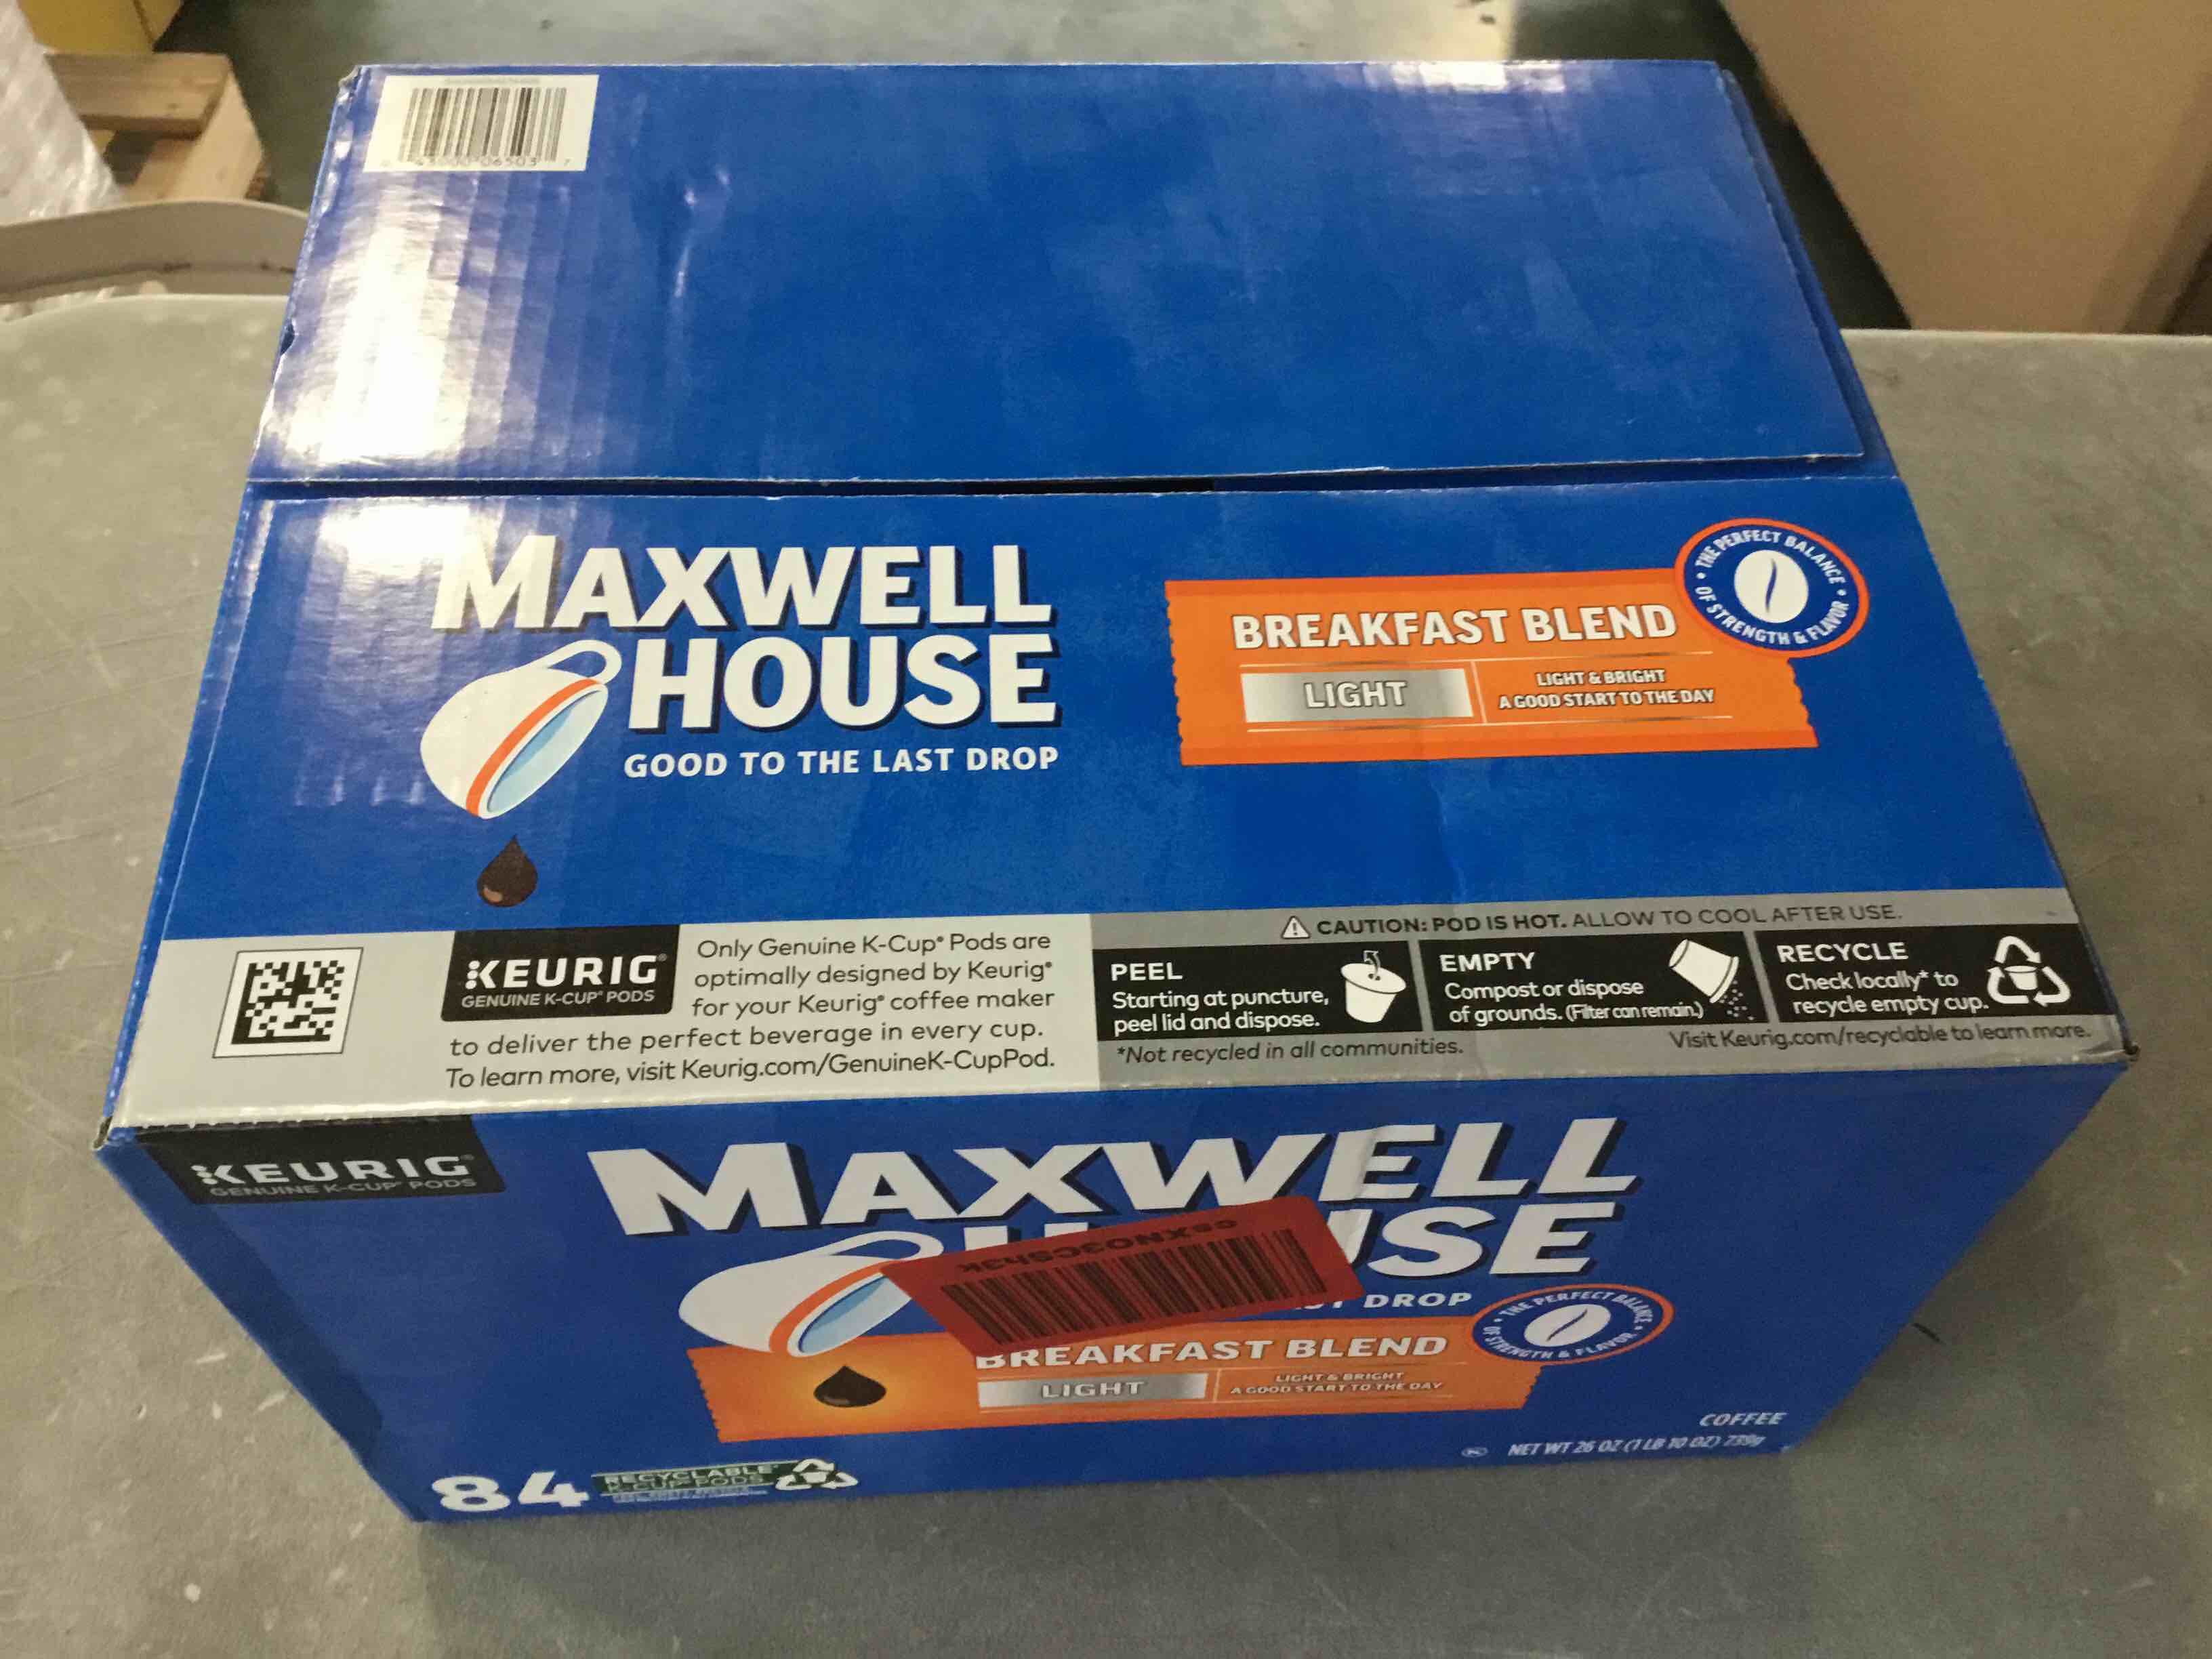 43000 06503 7
MAXWELL
HOUSE
GOOD TO THE LAST DROP
BREAKFAST BLEND
LIGHT
LIGHT & BRIGHT
A GOOD START TO THE DAY
• THE PERFECT BALANCE •
OF STRENGTH & FLAVOR
KEURIG®
GENUINE K-CUP® PODS
Only Genuine K-Cup® Pods are
optimally designed by Keurig®
for your Keurig® coffee maker
to deliver the perfect beverage in every cup.
To learn more, visit Keurig.com/GenuineK-CupPod.
CAUTION: POD IS HOT. ALLOW TO COOL AFTER USE.
PEEL
Starting at puncture,
peel lid and dispose.
EMPTY
Compost or dispose
of grounds. (Filter can remain.)
RECYCLE
Check locally* to
recycle empty cup.
*Not recycled in all communities.
Visit Keurig.com/recyclable to learn more.
KEURIG®
GENUINE K-CUP® PODS
MAXWELL
USE
DROP
BREAKFAST BLEND
LIGHT
LIGHT & BRIGHT
A GOOD START TO THE DAY
• THE PERFECT BALANCE •
OF STRENGTH & FLAVOR
84
RECYCLABLE*
K-CUP® PODS
COFFEE
NET WT 26 OZ (1 LB 10 OZ) 739g